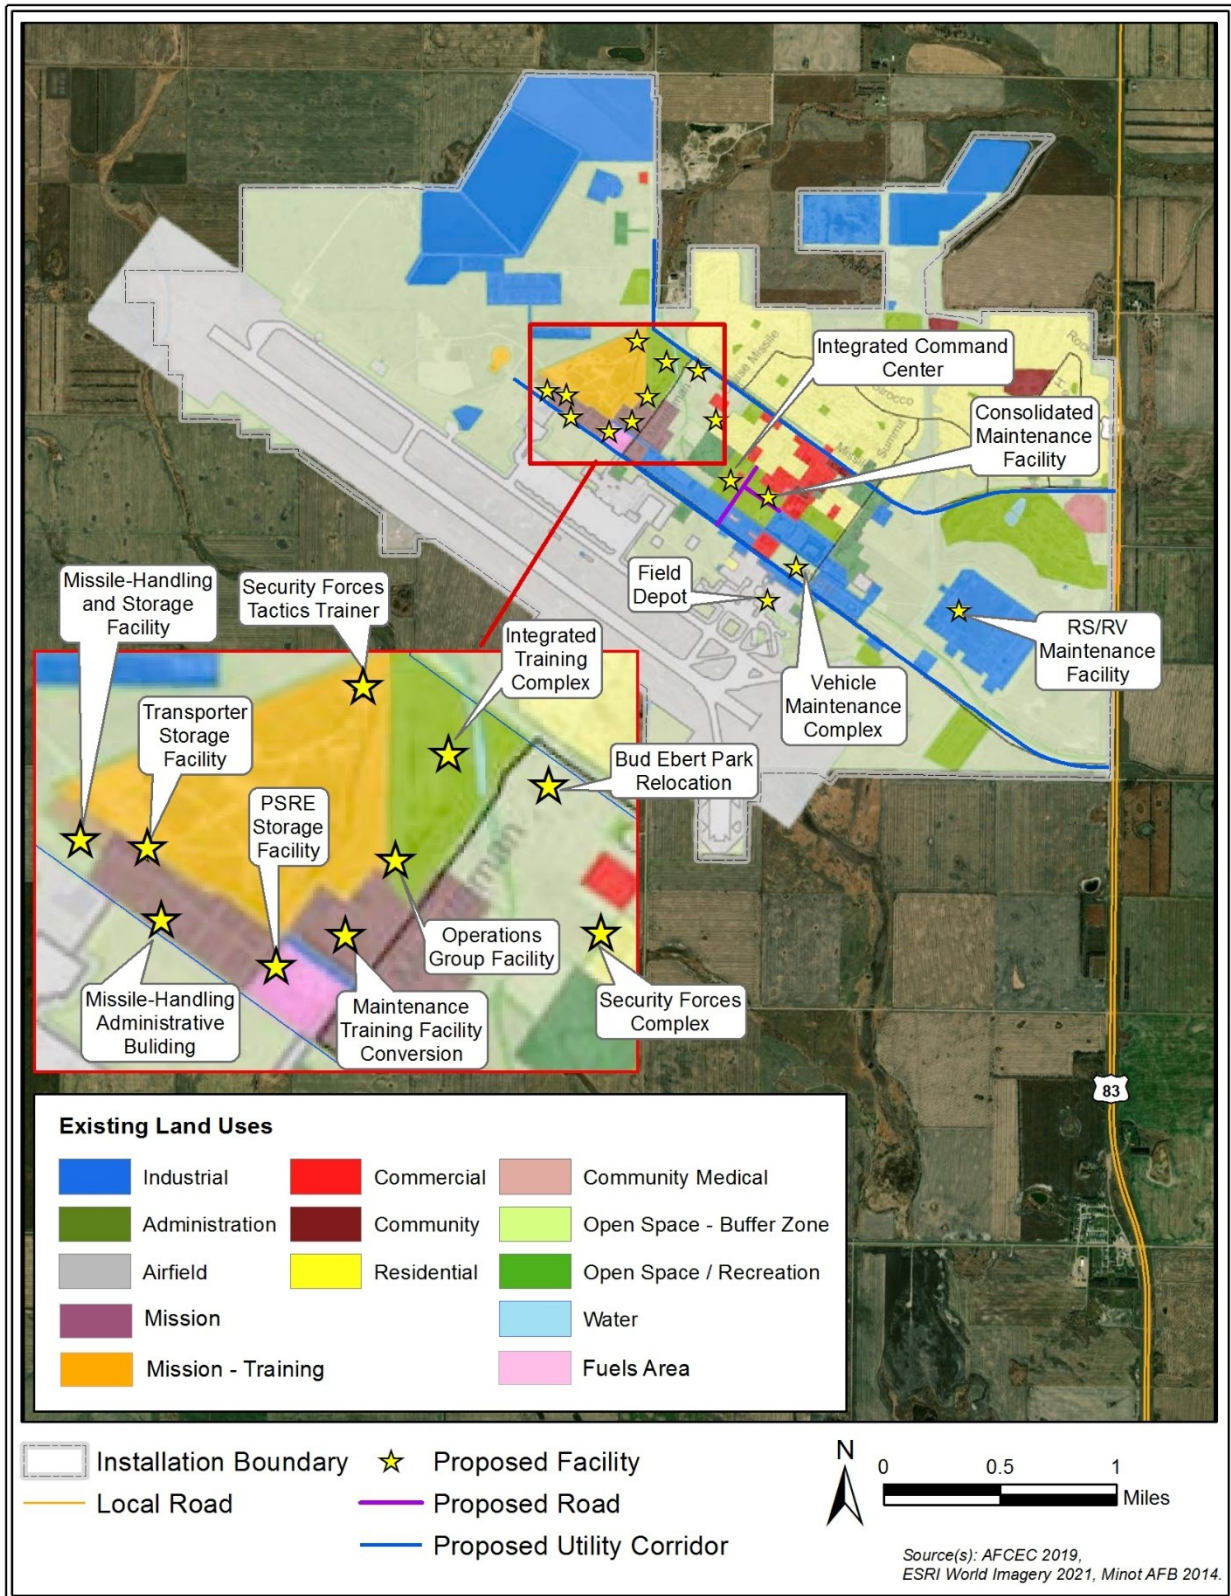 Integrated Command
Center
Consolidated
Maintenance
Facility
Missile
Sirocco
Summit
Missile
83
Field
Depot
RS/RV
Maintenance
Facility
Vehicle
Maintenance
Complex
Missile-Handling
and Storage
Facility
Security Forces
Tactics Trainer
Integrated
Training
Complex
Transporter
Storage
Facility
Bud Ebert Park
Relocation
PSRE
Storage
Facility
Operations
Group Facility
Missile-Handling
Administrative
Buliding
Maintenance
Training Facility
Conversion
Security Forces
Complex
Existing Land Uses
Industrial
Commercial
Community Medical
Administration
Community
Open Space - Buffer Zone
Airfield
Residential
Open Space / Recreation
Mission
Water
Mission - Training
Fuels Area
Installation Boundary
Proposed Facility
Local Road
Proposed Road
Proposed Utility Corridor
N
0 0.5 1
Miles
Source(s): AFCEC 2019,
ESRI World Imagery 2021, Minot AFB 2014.